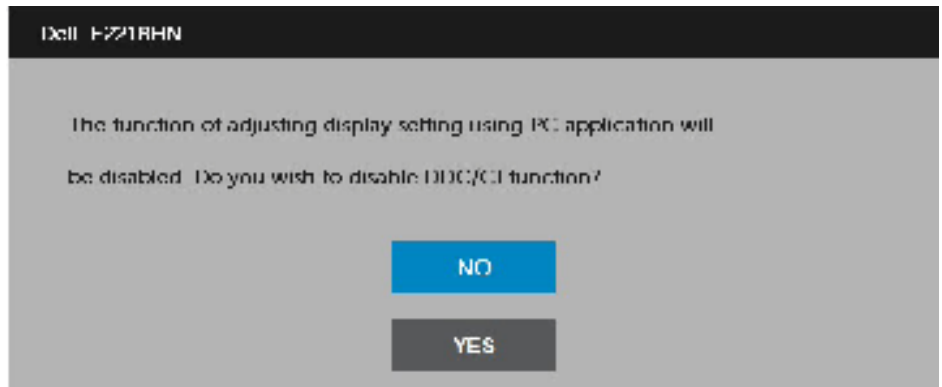 Dell E2218HN
The function of adjusting display setting using PC application will
be disabled. Do you wish to disable DDC/CI function?
NO
YES